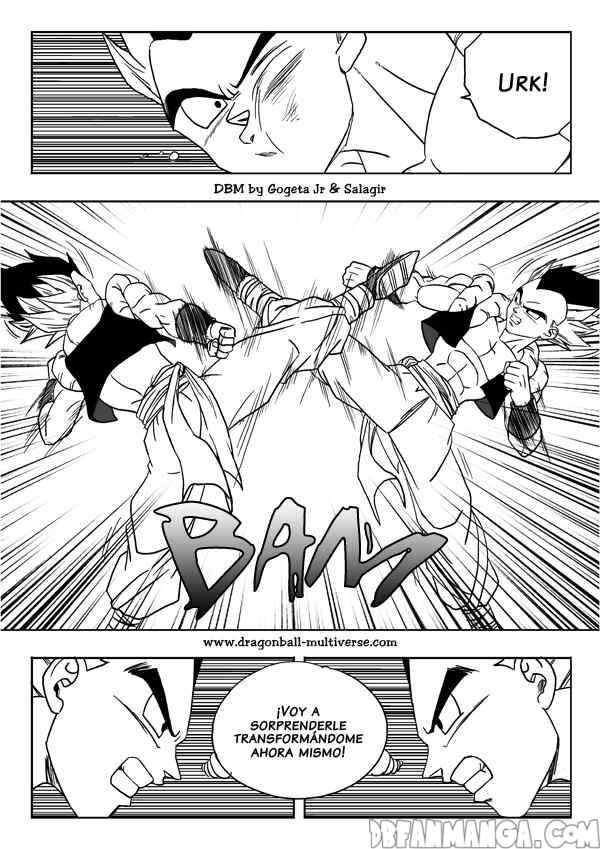 URK!
DBM by Gogeta Jr & Salagir
BAM
www.dragonball-multiverse.com
¡VOY A
SORPRENDERLE
TRANSFORMÁNDOME
AHORA MISMO!
DBFANMANGA.COM